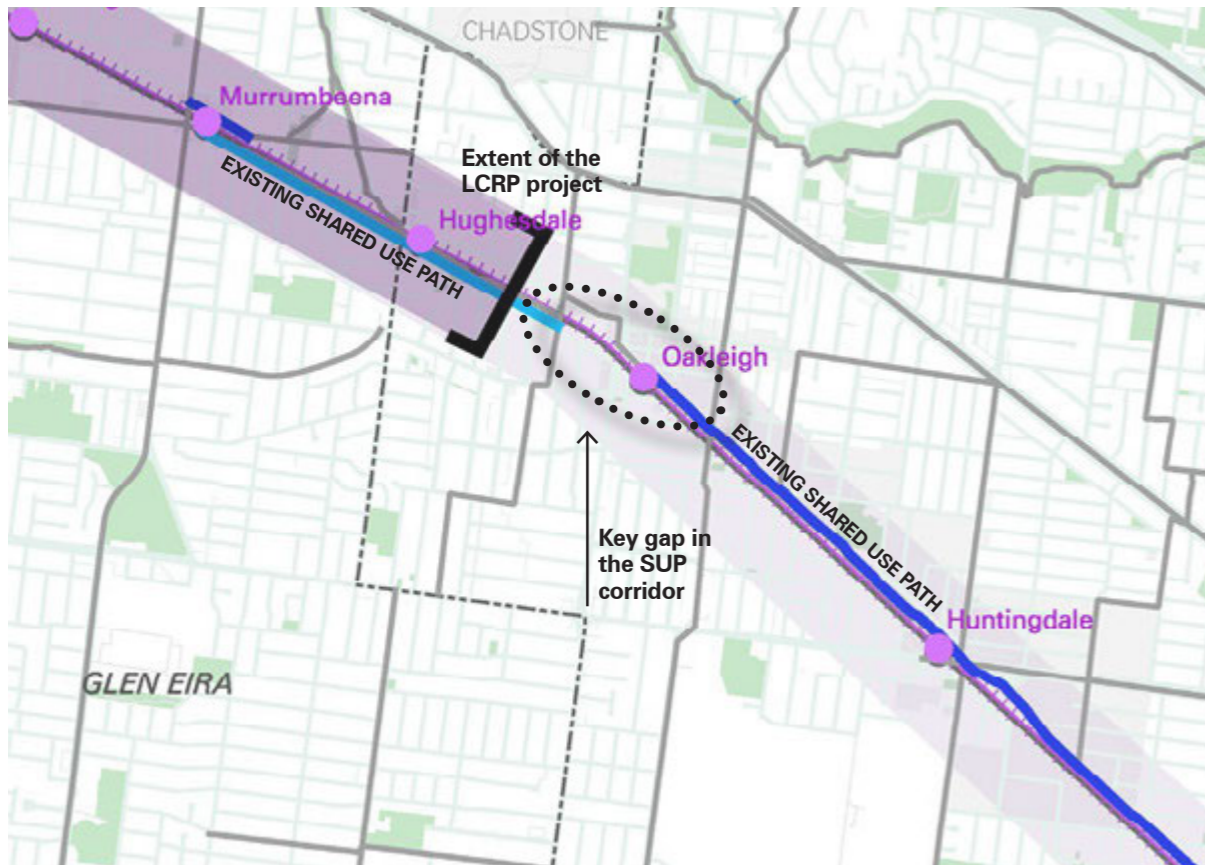 CHADSTONE
Murrumbeena
EXISTING SHARED USE PATH
Extent of the
LCRP project
Hughesdale
Oakleigh
EXISTING SHARED USE PATH
Key gap in
the SUP
corridor
Huntingdale
GLEN EIRA